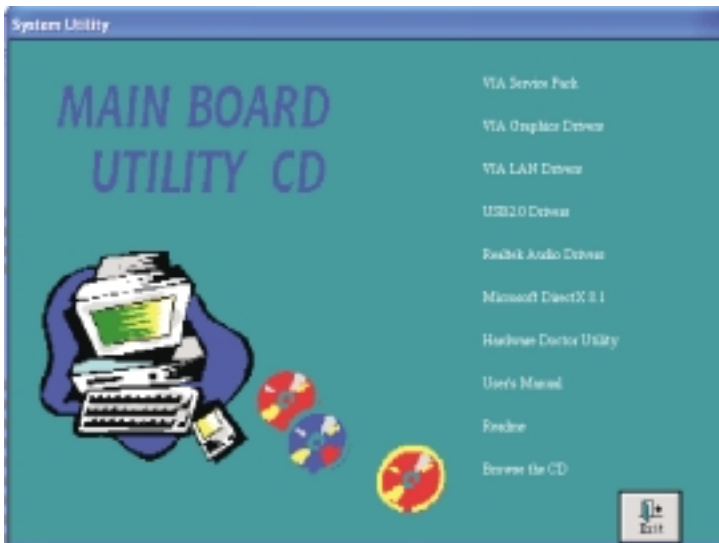 System Utility
MAIN BOARD
UTILITY CD
VIA Service Pack
VIA Graphics Drivers
VIA LAN Drivers
USB2.0 Drivers
Realtek Audio Drivers
Microsoft DirectX 8.1
Hardware Doctor Utility
User's Manual
Readme
Browse the CD
Exit